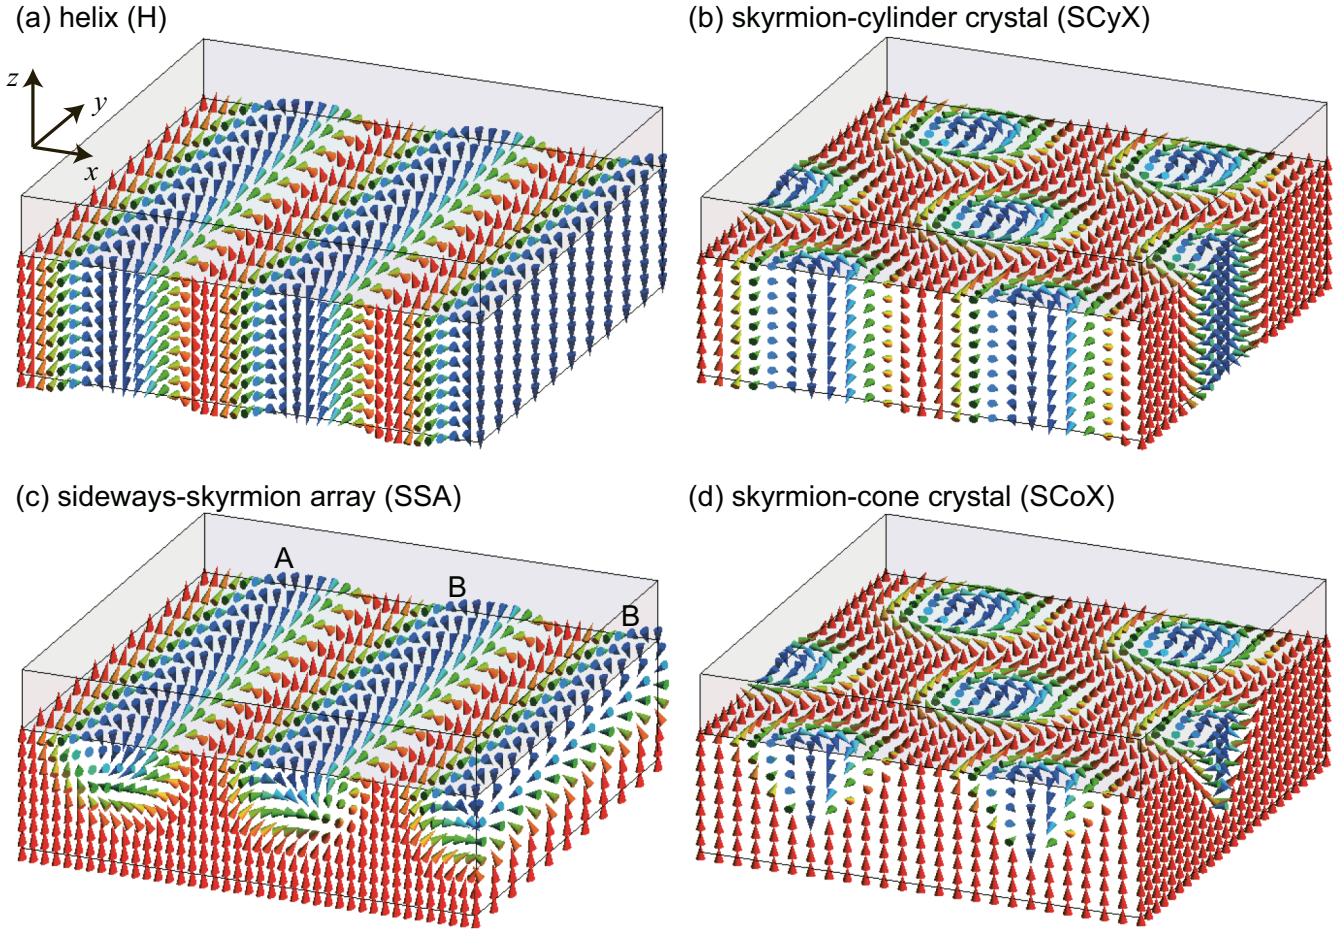 (a) helix (H)
(b) skyrmion-cylinder crystal (SCyX)
z
y
x
(c) sideways-skyrmion array (SSA)
(d) skyrmion-cone crystal (SCoX)
A
B
B